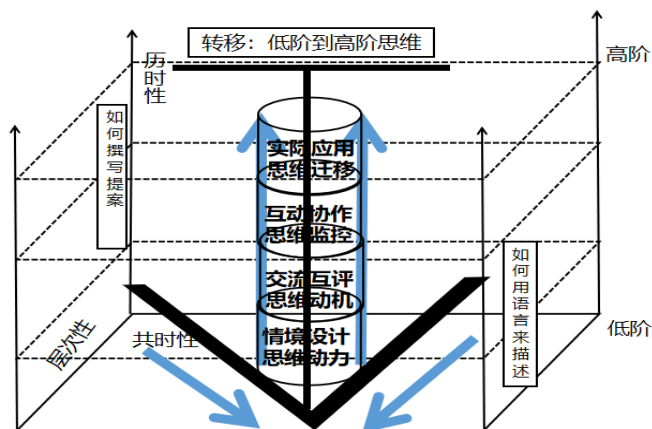 转移：低阶到高阶思维
历时性
高阶
如何撰写提案
实际应用
思维迁移
互动协作
思维监控
交流互评
思维动机
情境设计
思维动力
如何用语言来描述
层次性
共时性
低阶